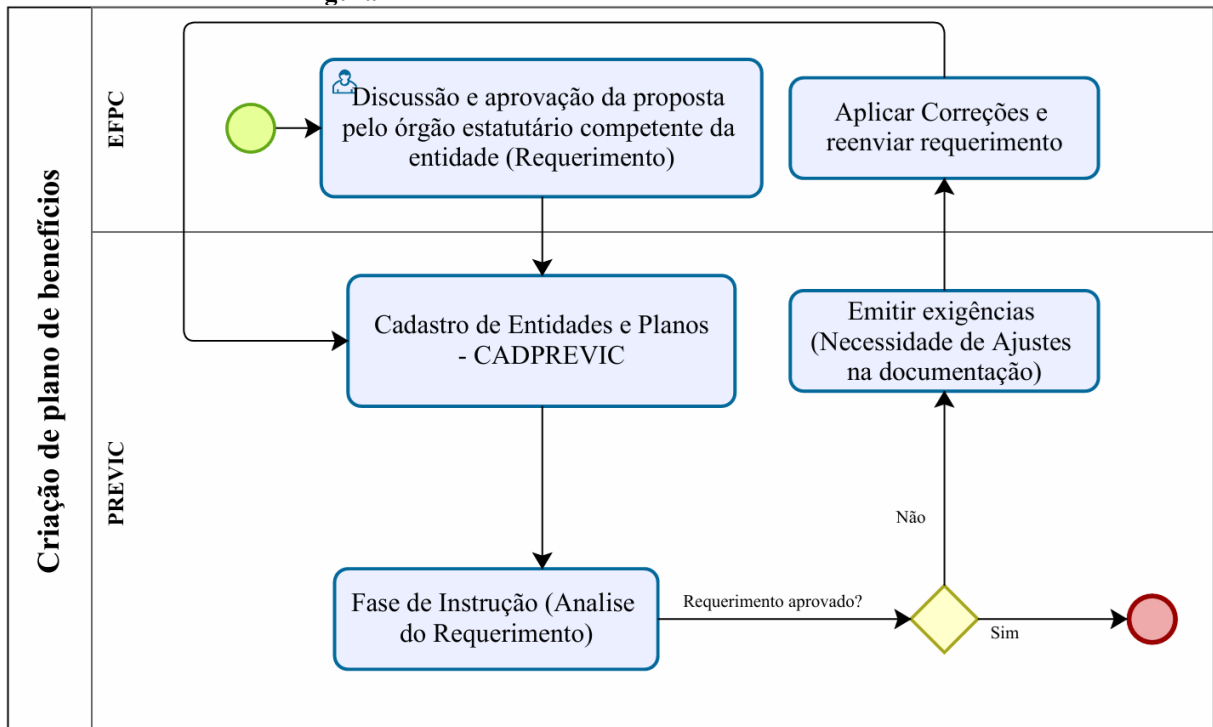 Criação de plano de benefícios
EFPC
Discussão e aprovação da proposta
pelo órgão estatutário competente da
entidade (Requerimento)
Aplicar Correções e
reenviar requerimento
PREVIC
Cadastro de Entidades e Planos
- CADPREVIC
Emitir exigências
(Necessidade de Ajustes
na documentação)
Não
Fase de Instrução (Analise
do Requerimento)
Requerimento aprovado?
Sim